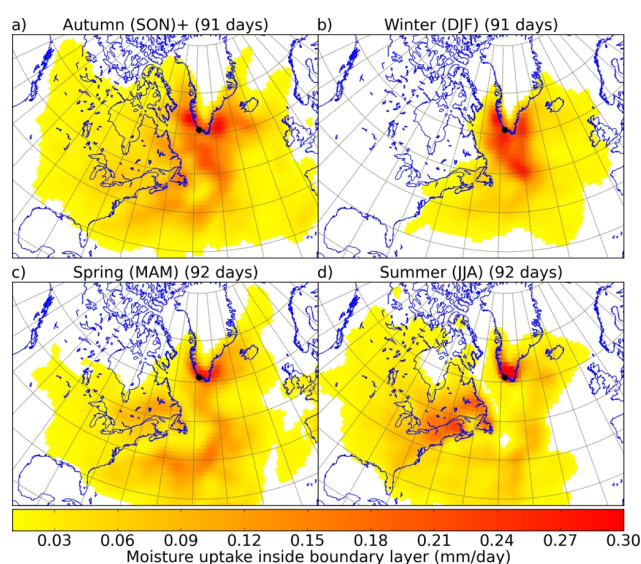 a) Autumn (SON)+ (91 days)
b) Winter (DJF) (91 days)
c) Spring (MAM) (92 days)
d) Summer (JJA) (92 days)
0.03 0.06 0.09 0.12 0.15 0.18 0.21 0.24 0.27 0.30
Moisture uptake inside boundary layer (mm/day)